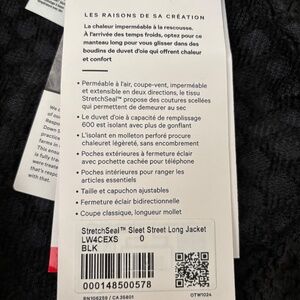 LES RAISONS DE SA CRÉATION
La chaleur imperméable à la rescousse.
À l'arrivée des temps froids, optez pour ce
manteau long pour vous glisser dans des
boudins de duvet d'oie qui offrent chaleur
et confort
• Perméable à l'air, coupe-vent, imperméable
et extensible en deux directions, le tissu
StretchSeal™ propose des coutures scellées
qui permettent de demeurer au sec
• Le duvet d'oie à capacité de remplissage
600 est isolant avec plus de gonflant
• L'isolant en molleton perforé procure
chaleuret légèreté, sans encombrement
• Poches extérieures à fermeture éclair
avec pochette cachée pour téléphone
• Poches intérieures pour ranger les
articles essentiels
• Taille et capuchon ajustables
• Fermeture éclair bidirectionnelle
• Coupe classique, longueur mollet
StretchSeal™ Sleet Street Long Jacket
LW4CEXS 0
BLK
000148500578
RN106259 / CA35801
OTW1024